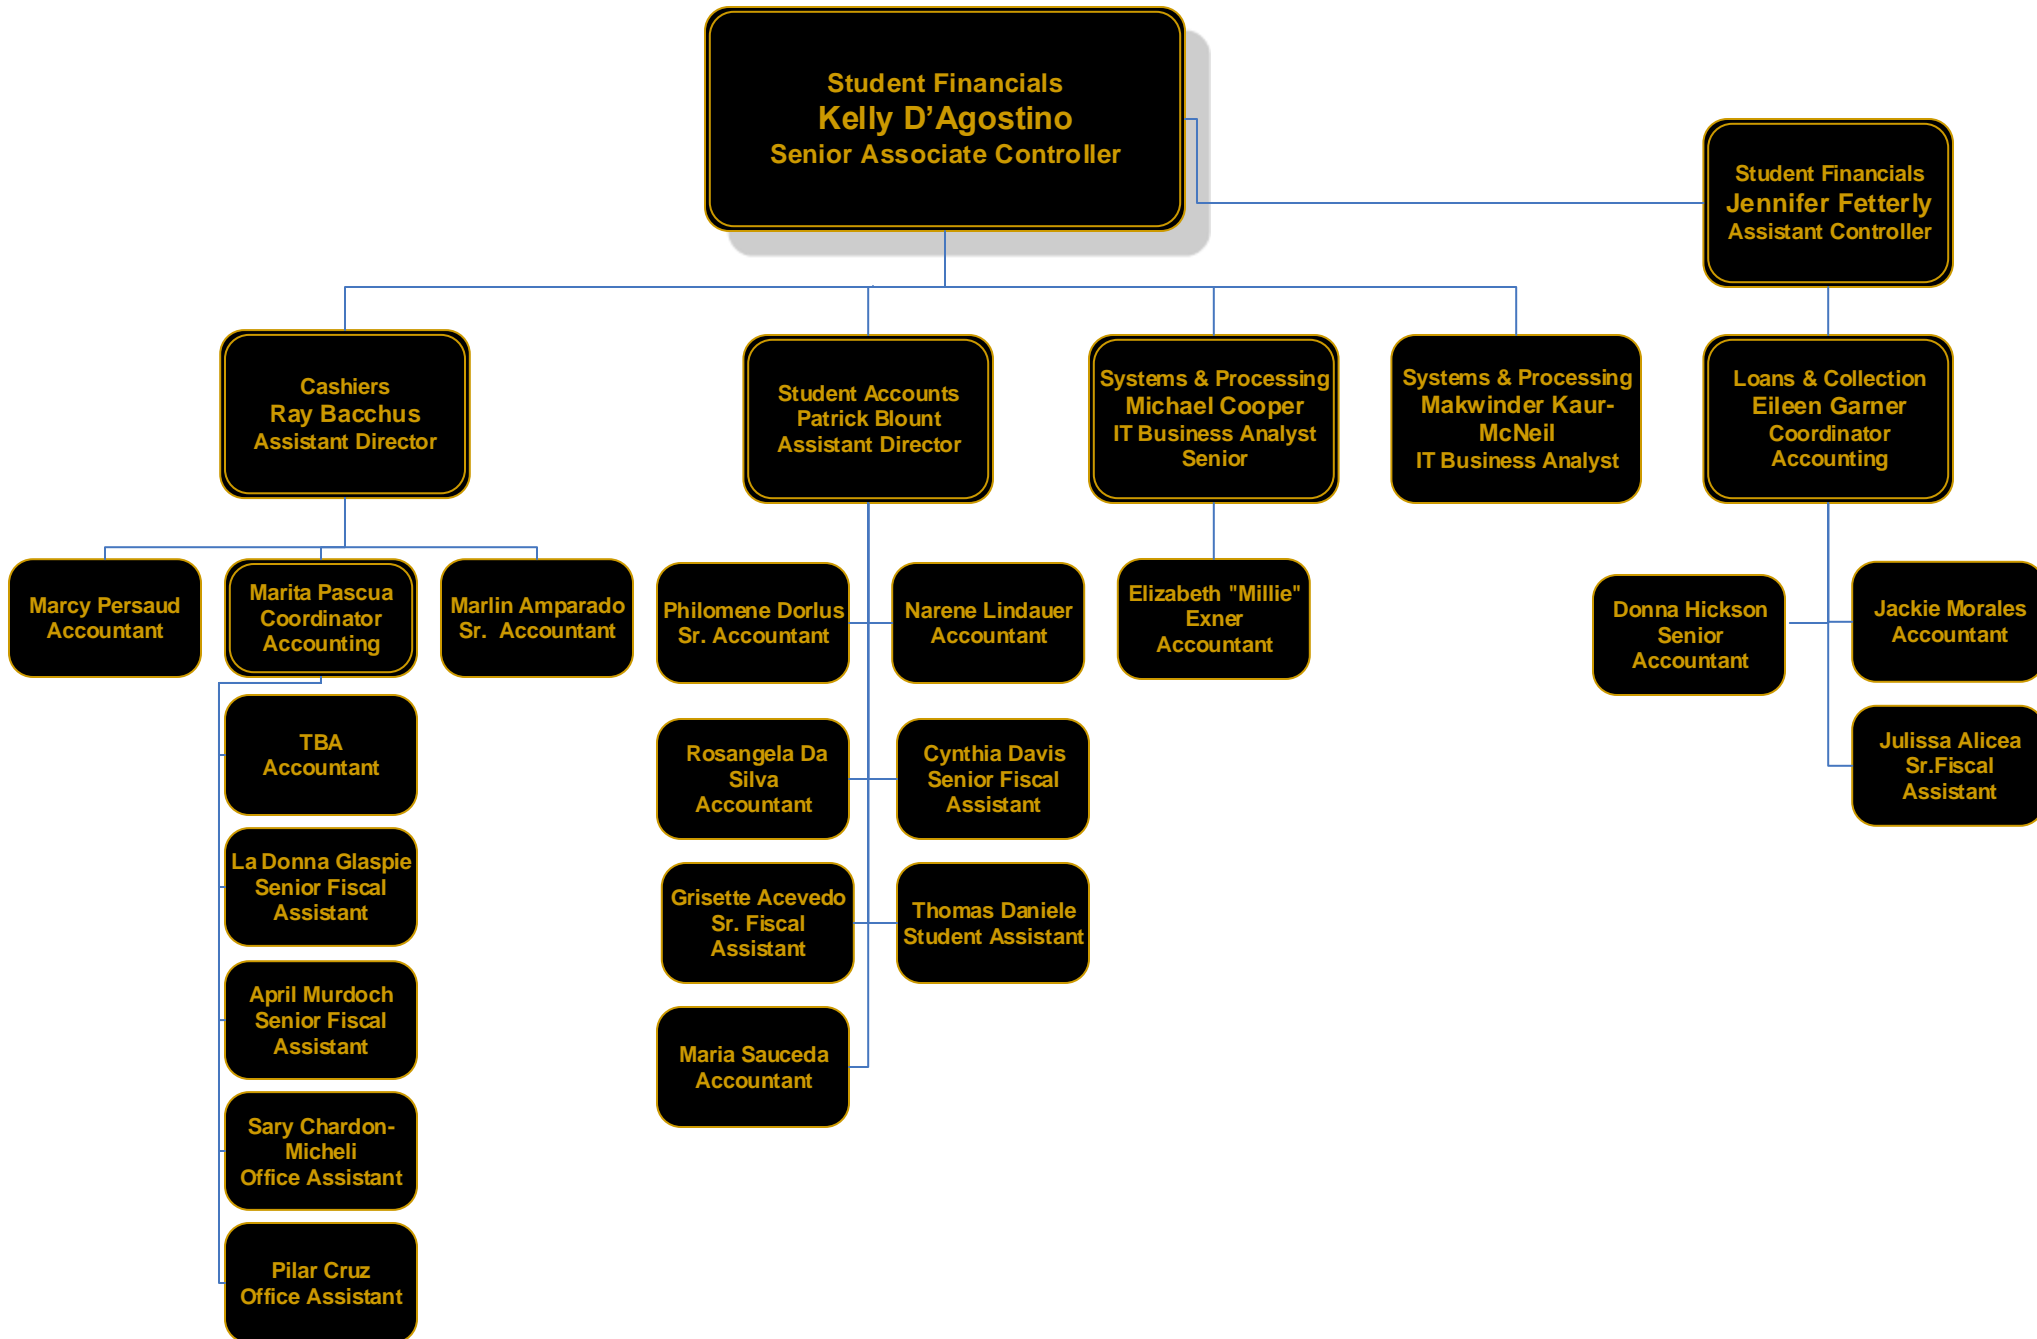 Student Financials
Kelly D’Agostino
Senior Associate Controller
Student Financials
Jennifer Fetterly
Assistant Controller
Cashiers
Ray Bacchus
Assistant Director
Student Accounts
Patrick Blount
Assistant Director
Systems & Processing
Michael Cooper
IT Business Analyst
Senior
Systems & Processing
Makwinder Kaur-
McNeil
IT Business Analyst
Loans & Collection
Eileen Garner
Coordinator
Accounting
Marcy Persaud
Accountant
Marita Pascua
Coordinator
Accounting
Marlin Amparado
Sr. Accountant
Philomene Dorlus
Sr. Accountant
Narene Lindauer
Accountant
Elizabeth "Millie"
Exner
Accountant
Donna Hickson
Senior
Accountant
Jackie Morales
Accountant
TBA
Accountant
Rosangela Da
Silva
Accountant
Cynthia Davis
Senior Fiscal
Assistant
Julissa Alicea
Sr.Fiscal
Assistant
La Donna Glaspie
Senior Fiscal
Assistant
Grisette Acevedo
Sr. Fiscal
Assistant
Thomas Daniele
Student Assistant
April Murdoch
Senior Fiscal
Assistant
Maria Sauceda
Accountant
Sary Chardon-
Micheli
Office Assistant
Pilar Cruz
Office Assistant